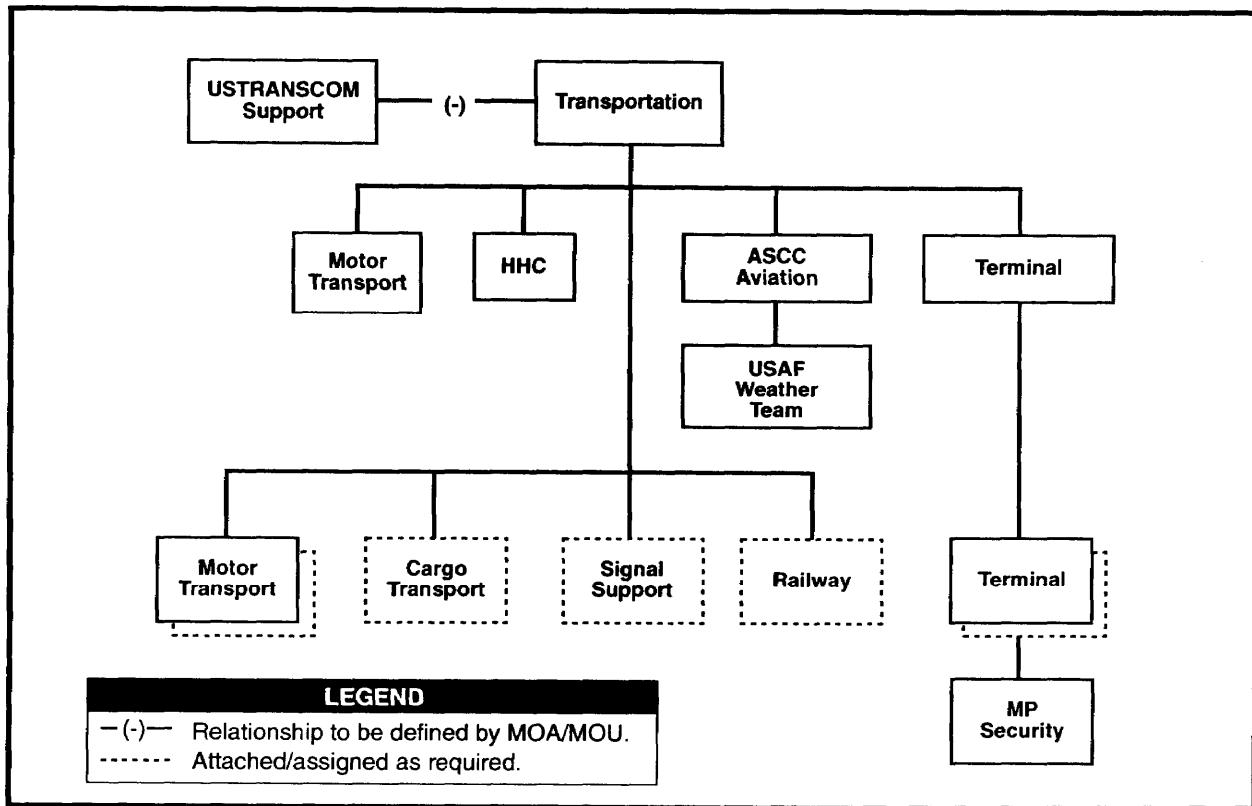 USTRANSCOM
Support
(-)
Transportation
Motor
Transport
HHC
ASCC
Aviation
Terminal
USAF
Weather
Team
Motor
Transport
Cargo
Transport
Signal
Support
Railway
Terminal
MP
Security
LEGEND
—(-)— Relationship to be defined by MOA/MOU.
------- Attached/assigned as required.